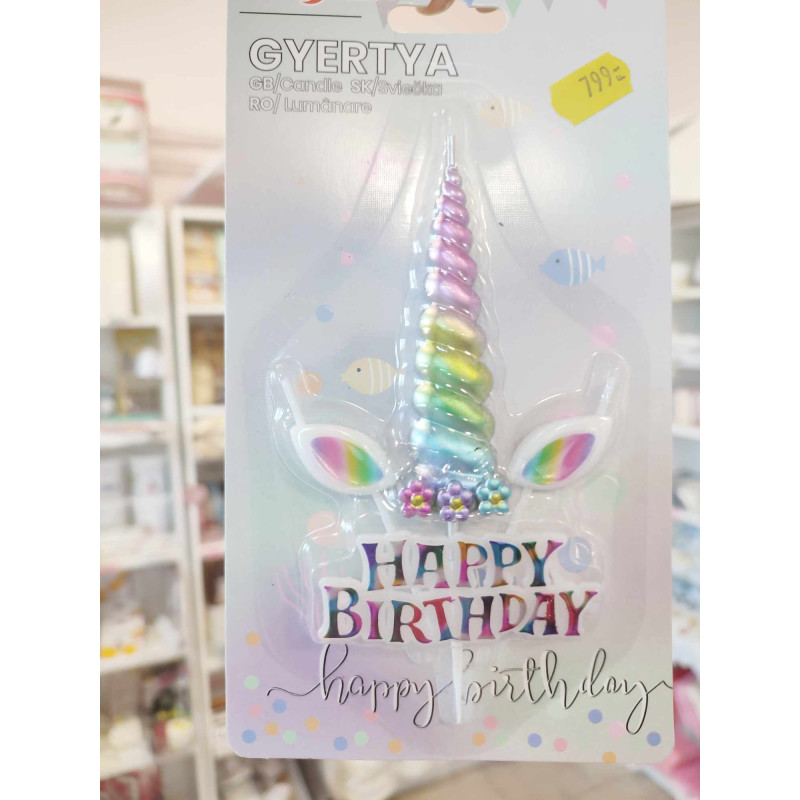 GYERTYA
799=
GB/Candle SK/Sviečka
RO/ Lumânare
HAPPY
BIRTHDAY
happy birthday